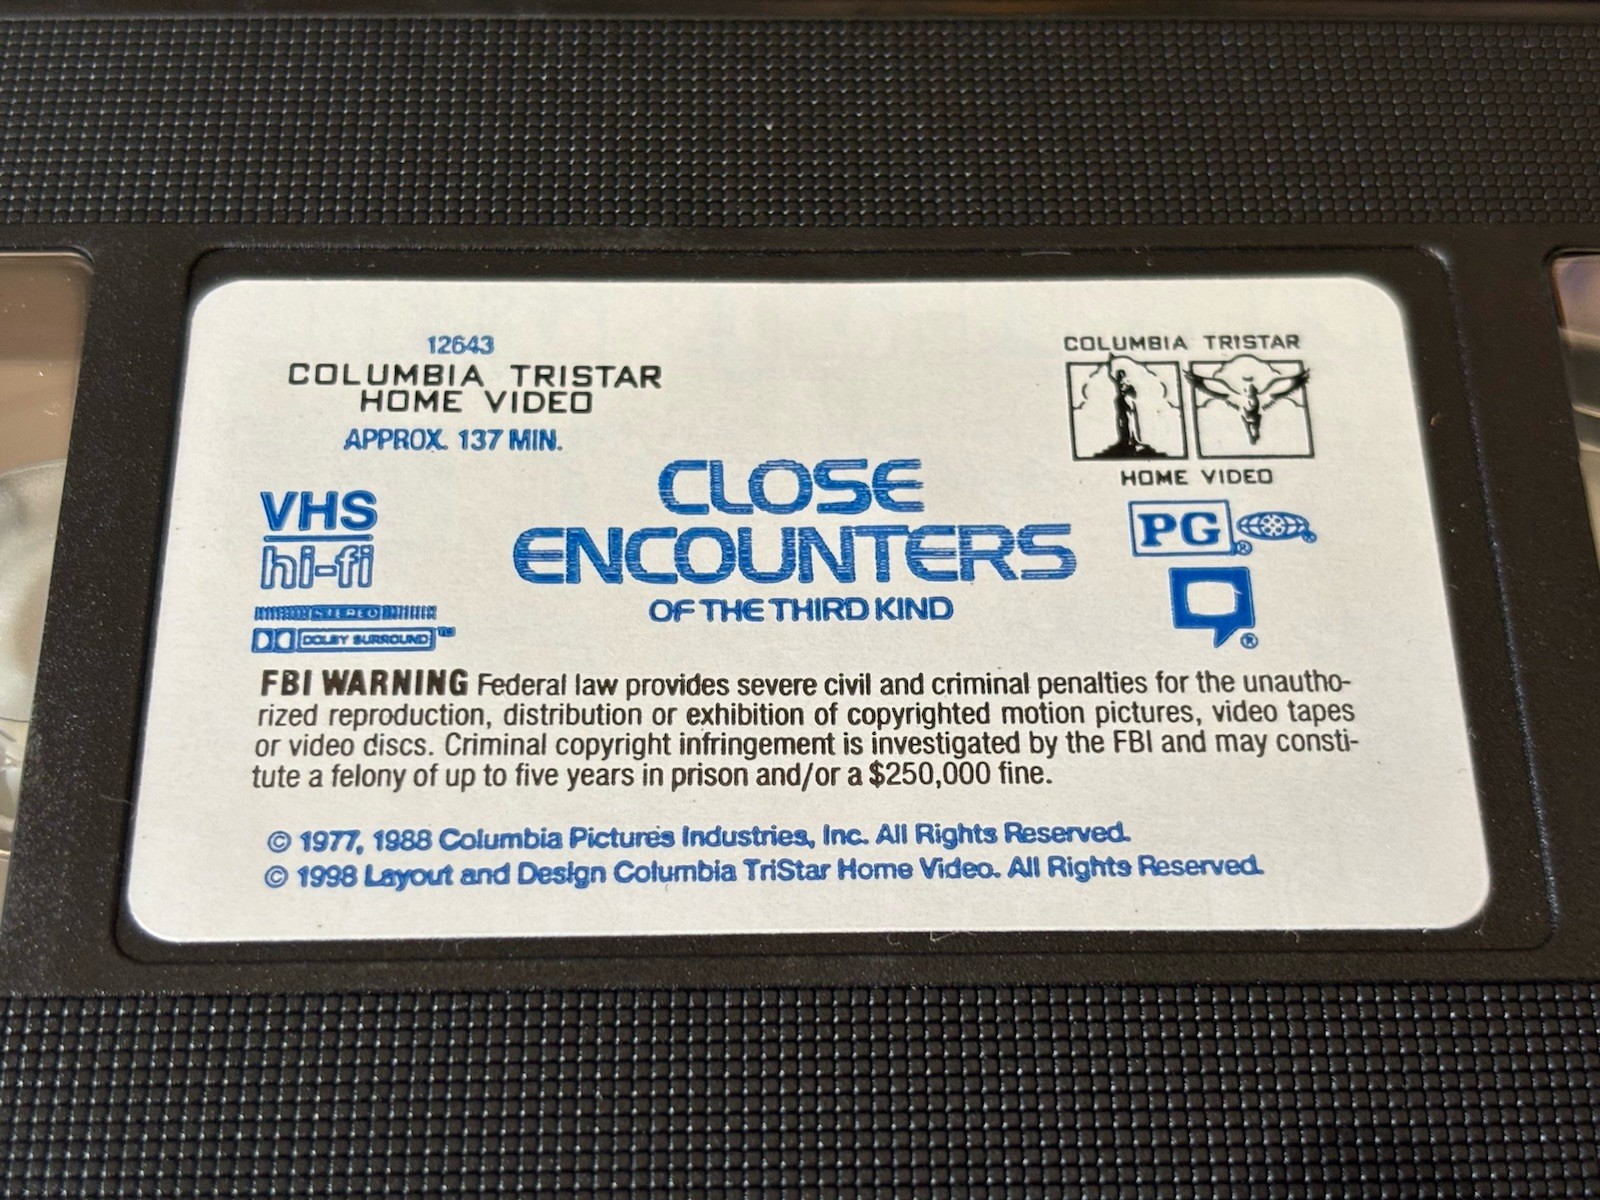 12643
COLUMBIA TRISTAR
HOME VIDEO
APPROX. 137 MIN.
COLUMBIA TRISTAR
HOME VIDEO
VHS
hi-fi
STEREO
DOLBY SURROUND™
CLOSE
ENCOUNTERS
OF THE THIRD KIND
PG®
®
FBI WARNING Federal law provides severe civil and criminal penalties for the unautho-
rized reproduction, distribution or exhibition of copyrighted motion pictures, video tapes
or video discs. Criminal copyright infringement is investigated by the FBI and may consti-
tute a felony of up to five years in prison and/or a $250,000 fine.
© 1977, 1988 Columbia Pictures Industries, Inc. All Rights Reserved.
© 1998 Layout and Design Columbia TriStar Home Video. All Rights Reserved.